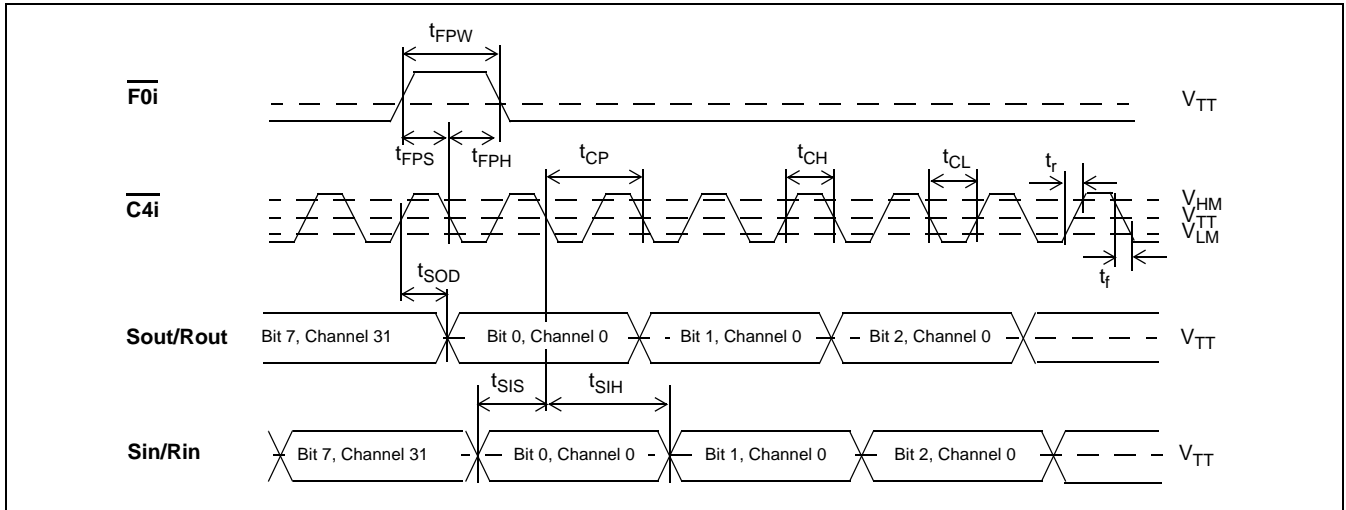 tFPW
F0i
VTT
tFPS
tFPH
tCP
tCH
tCL
tr
C4i
VHM
VTT
VLM
tSOD
tf
Sout/Rout
Bit 7, Channel 31
Bit 0, Channel 0
Bit 1, Channel 0
Bit 2, Channel 0
VTT
tSIS
tSIH
Sin/Rin
Bit 7, Channel 31
Bit 0, Channel 0
Bit 1, Channel 0
Bit 2, Channel 0
VTT